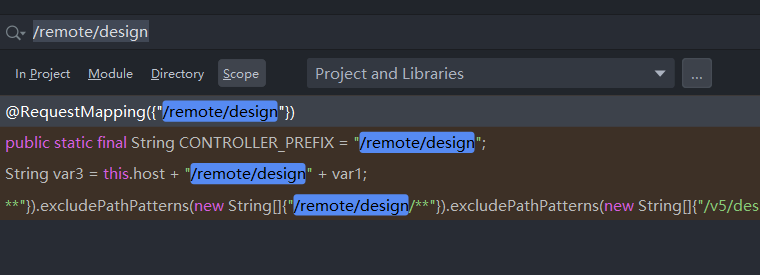 /remote/design
In Project Module Directory Scope Project and Libraries ...
@RequestMapping({"/remote/design"})
public static final String CONTROLLER_PREFIX = "/remote/design";
String var3 = this.host + "/remote/design" + var1;
**"}).excludePathPatterns(new String[]{"/remote/design/**"}).excludePathPatterns(new String[]{"/v5/des